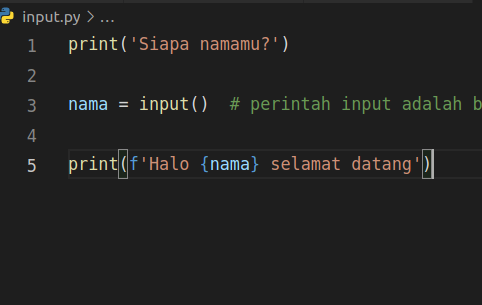 input.py > ...
1 print('Siapa namamu?')
2
3 nama = input()  # perintah input adalah
4
5 print(f'Halo {nama} selamat datang')